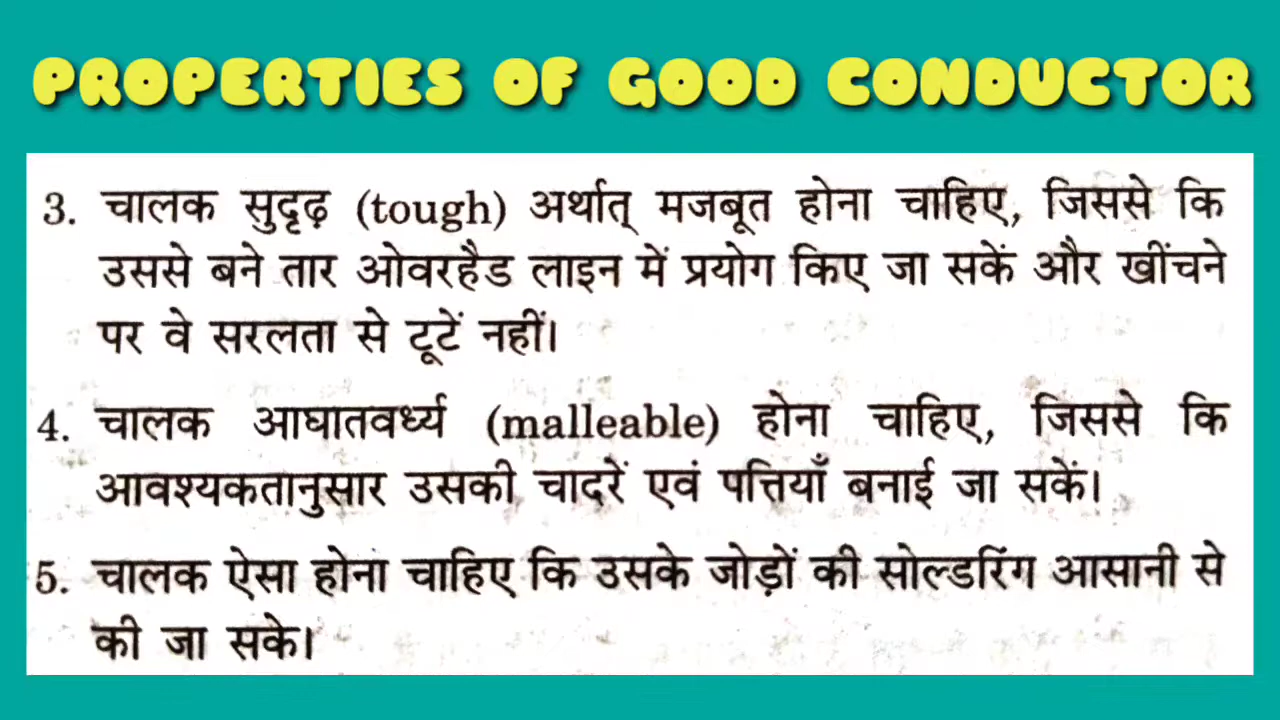 PROPERTIES OF GOOD CONDUCTOR
3. चालक सुदृढ़ (tough) अर्थात् मजबूत होना चाहिए, जिससे कि
उससे बने तार ओवरहैड लाइन में प्रयोग किए जा सकें और खींचने
पर वे सरलता से टूटें नहीं।
4. चालक आघातवर्ध्य (malleable) होना चाहिए, जिससे कि
आवश्यकतानुसार उसकी चादरें एवं पत्तियाँ बनाई जा सकें।
5. चालक ऐसा होना चाहिए कि उसके जोड़ों की सोल्डरिंग आसानी से
की जा सके।